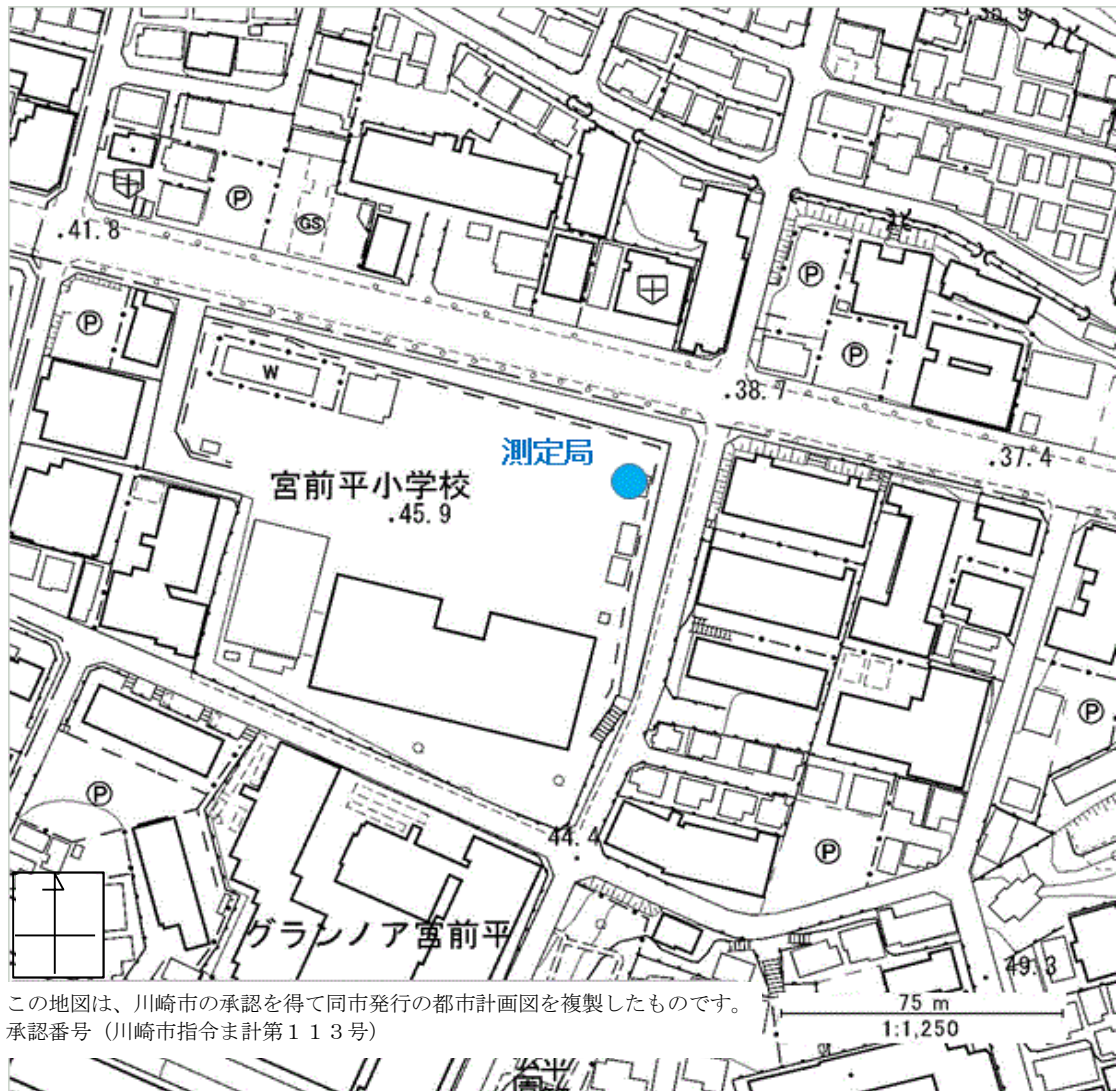 P
GS
41.8
P
P
P
W
38.7
測定局
37.4
宮前平小学校
45.9
P
P
44.4
P
グランノア宮前平
49.3
この地図は、川崎市の承認を得て同市発行の都市計画図を複製したものです。
承認番号（川崎市指令ま計第１１３号）
75 m
1:1,250